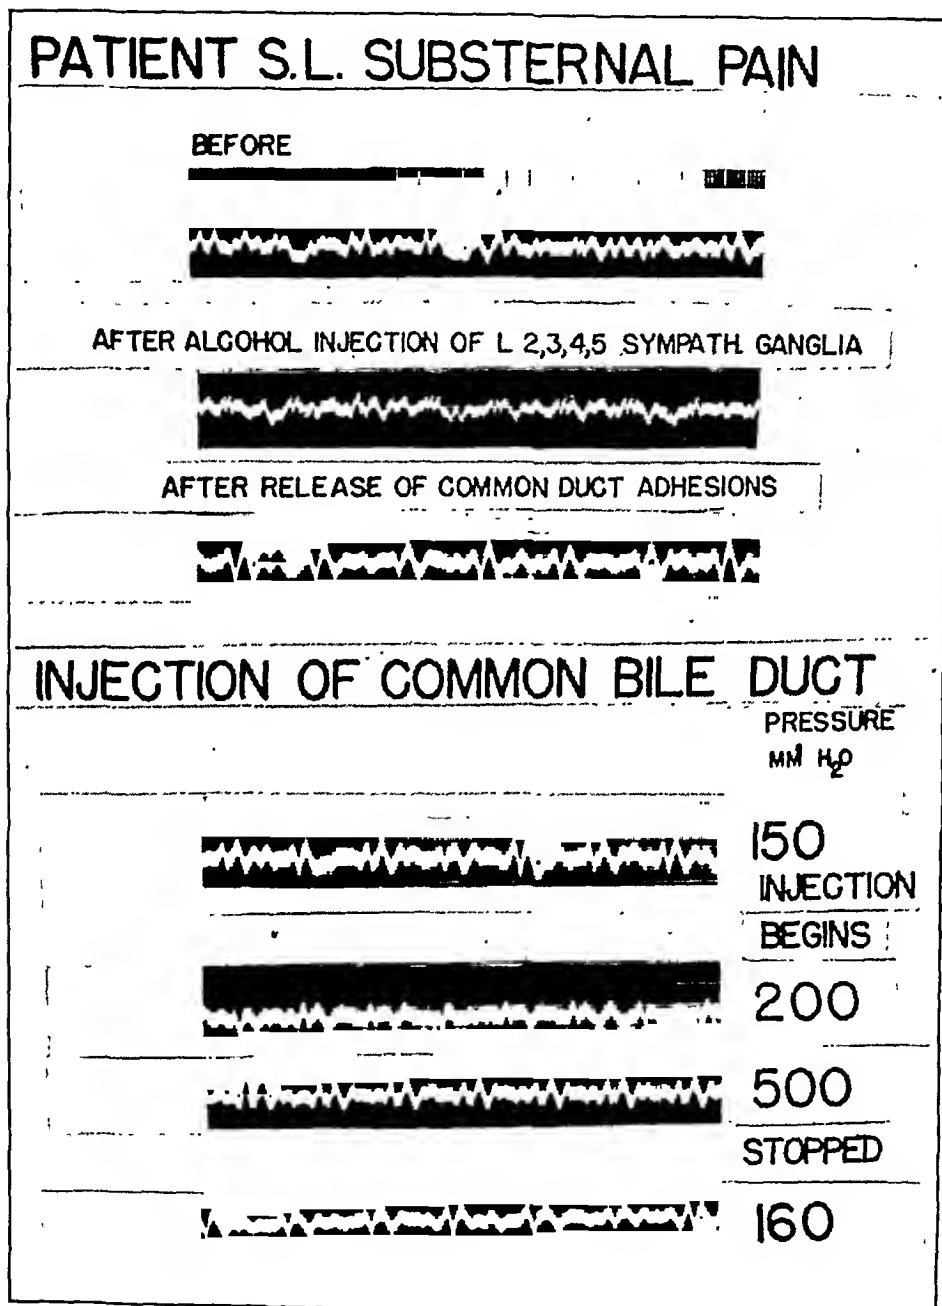 PATIENT S.L. SUBSTERNAL PAIN
BEFORE
AFTER ALCOHOL INJECTION OF L 2,3,4,5 SYMPATH. GANGLIA
AFTER RELEASE OF COMMON DUCT ADHESIONS
INJECTION OF COMMON BILE DUCT
PRESSURE
MM H₂O
150
INJECTION
BEGINS
200
500
STOPPED
160